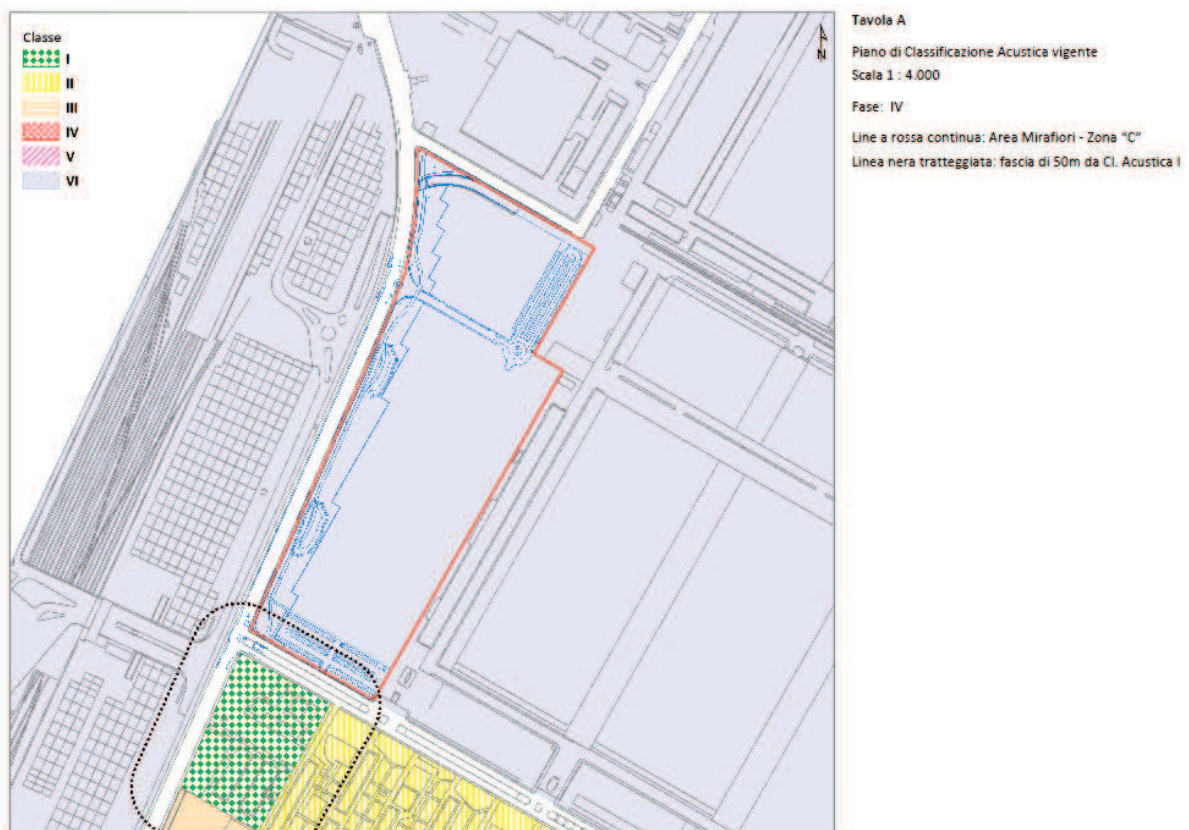 Classe
I
II
III
IV
V
VI
N
Tavola A
Piano di Classificazione Acustica vigente
Scala 1 : 4.000
Fase: IV
Line a rossa continua: Area Mirafiori - Zona "C"
Linea nera tratteggiata: fascia di 50m da Cl. Acustica I